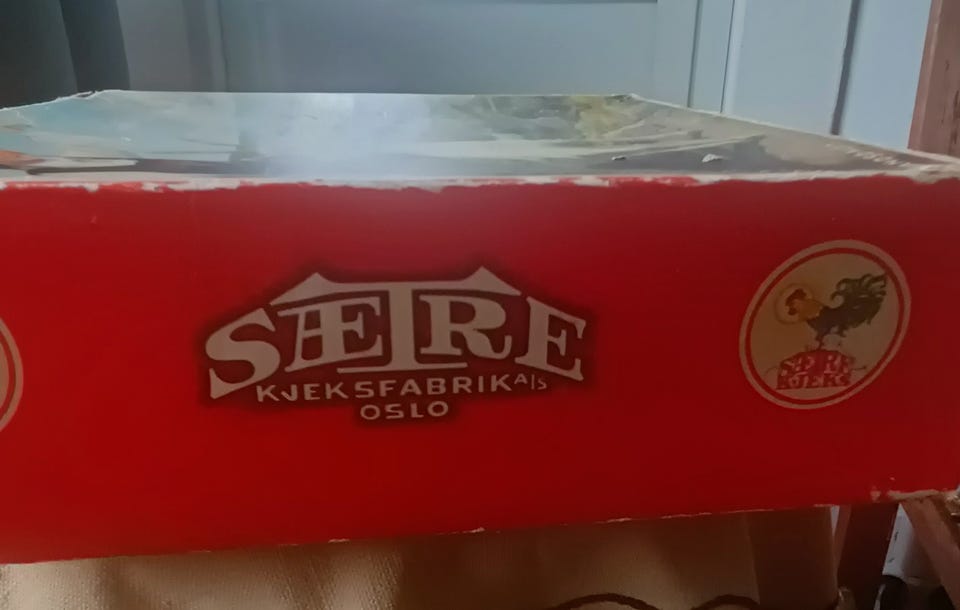 SÆTRE
KJEKSFABRIK A/S
OSLO
SÆTRE
KJEKS